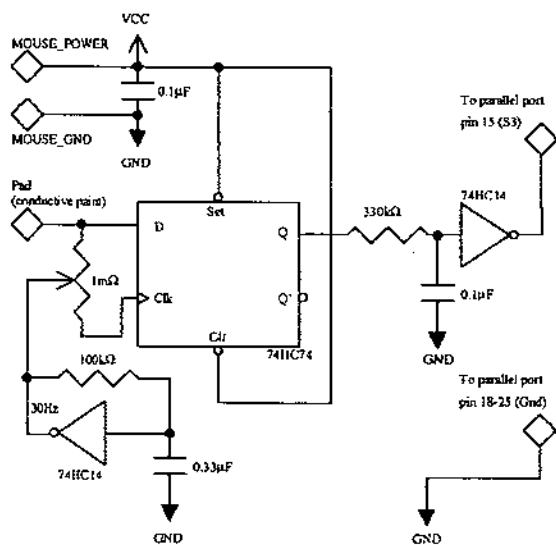 VCC
MOUSE_POWER
0.1µF
MOUSE_GND
GND
To parallel port
pin 15 (S3)
Pad
(conductive paint)
Set
330kΩ
74HC14
D
Q
1mΩ
Clk
Q'
0.1µF
Clr
74HC74
100kΩ
GND
30Hz
To parallel port
pin 18-25 (Gnd)
74HC14
0.33µF
GND
GND